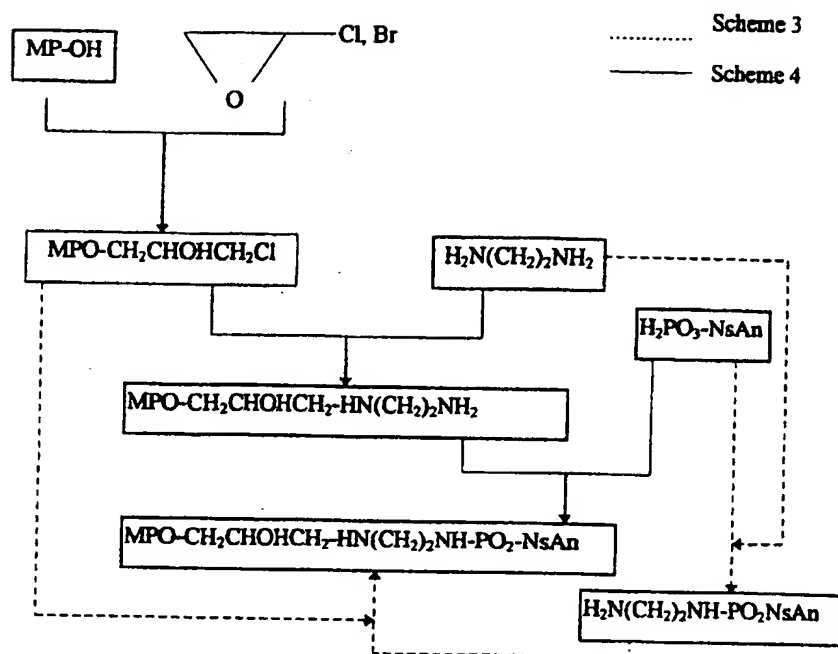 Scheme 3
MP-OH
Cl, Br
O
Scheme 4
MPO-CH₂CHOHCH₂Cl
H₂N(CH₂)₂NH₂
H₂PO₃-NsAn
MPO-CH₂CHOHCH₂-HN(CH₂)₂NH₂
MPO-CH₂CHOHCH₂-HN(CH₂)₂NH-PO₂-NsAn
H₂N(CH₂)₂NH-PO₂NsAn